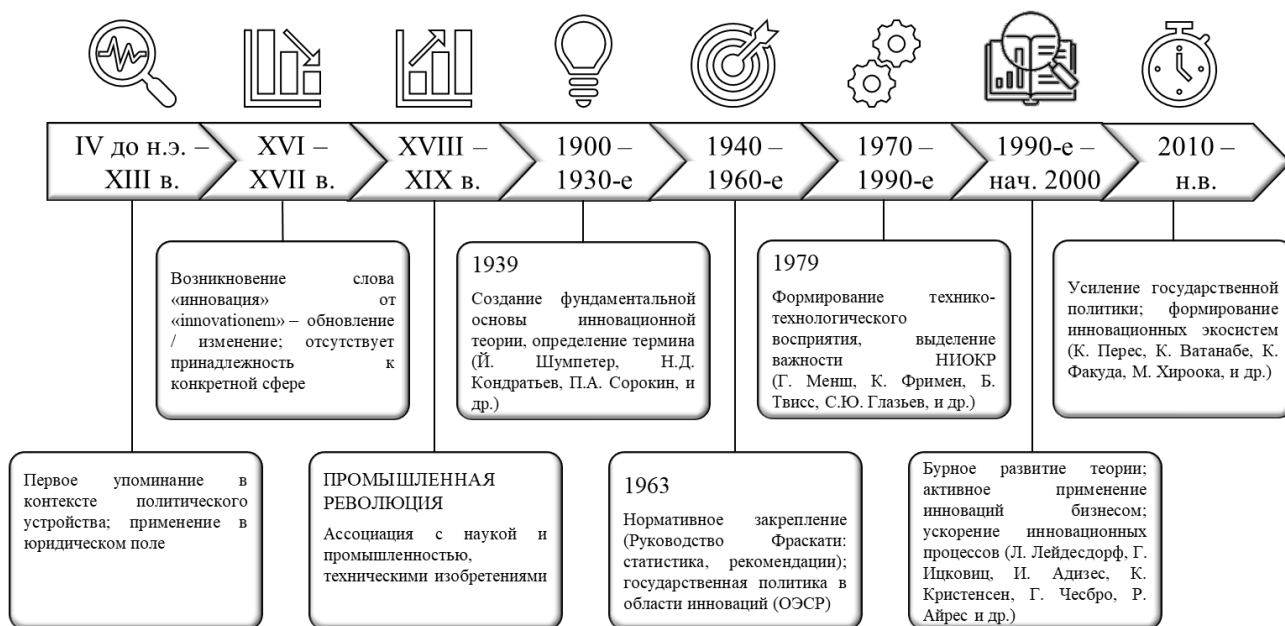 IV до н.э. –
XIII в.
XVI –
XVII в.
XVIII –
XIX в.
1900 –
1930-е
1940 –
1960-е
1970 –
1990-е
1990-е –
нач. 2000
2010 –
н.в.
Возникновение слова
«инновация» от
«innovationem» – обновление
/ изменение; отсутствует
принадлежность к
конкретной сфере
1939
Создание фундаментальной
основы инновационной
теории, определение термина
(Й. Шумпетер, Н.Д.
Кондратьев, П.А. Сорокин, и
др.)
1979
Формирование технико-
технологического
восприятия, выделение
важности НИОКР
(Г. Менш, К. Фримен, Б.
Твисс, С.Ю. Глазьев, и др.)
Усиление государственной
политики; формирование
инновационных экосистем
(К. Перес, К. Ватанабе, К.
Факуда, М. Хироока, и др.)
Первое упоминание в
контексте политического
устройства; применение в
юридическом поле
ПРОМЫШЛЕННАЯ
РЕВОЛЮЦИЯ
Ассоциация с наукой и
промышленностью,
техническими изобретениями
1963
Нормативное закрепление
(Руководство Фраскати:
статистика, рекомендации);
государственная политика в
области инноваций (ОЭСР)
Бурное развитие теории;
активное применение
инноваций бизнесом;
ускорение инновационных
процессов (Л. Лейдесдорф, Г.
Ицковиц, И. Адизес, К.
Кристенсен, Г. Чесбро, Р.
Айрес и др.)